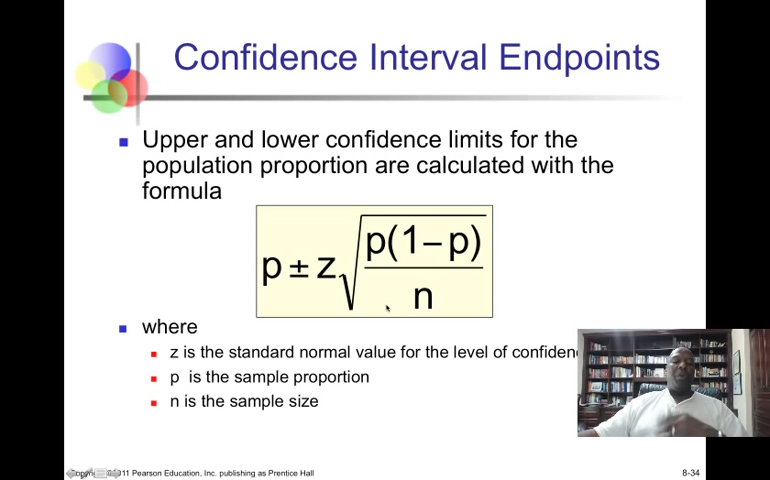 Confidence Interval Endpoints
Upper and lower confidence limits for the
population proportion are calculated with the
formula
p ± z √ p(1 – p)
n
where
z is the standard normal value for the level of
p is the sample proportion
n is the sample size
2011 Pearson Education, Inc. publishing as Prentice Hall
8-34